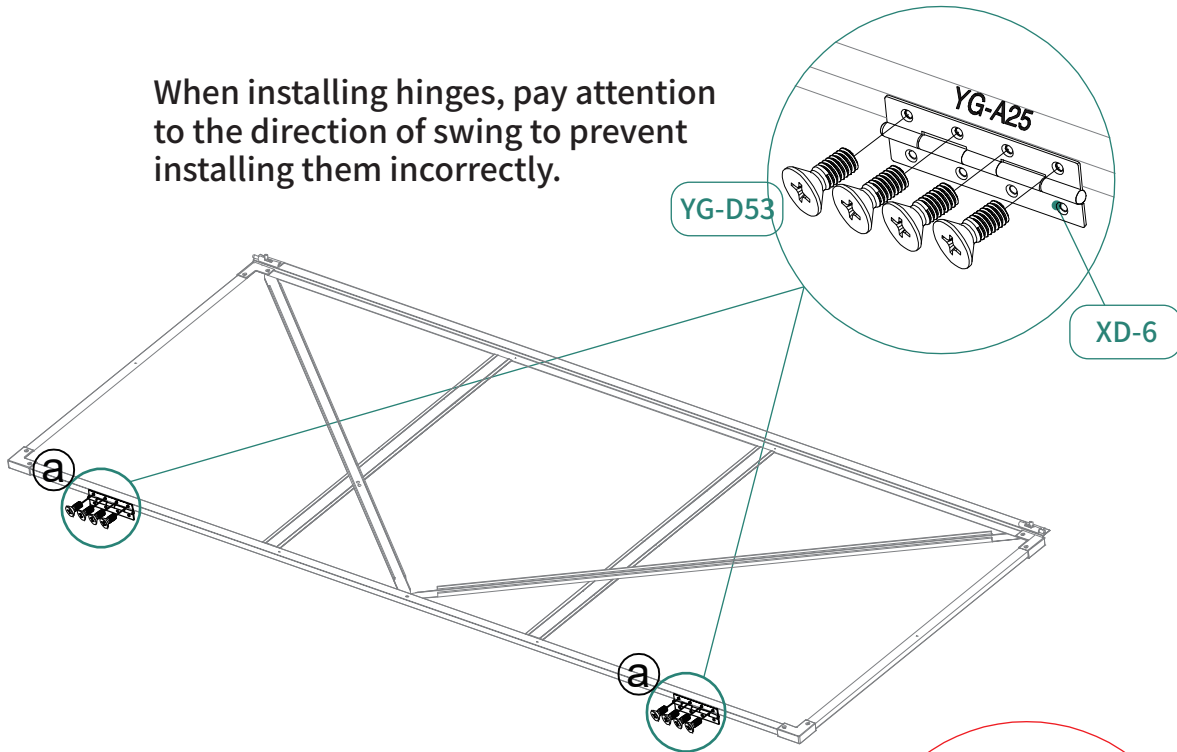 When installing hinges, pay attention
to the direction of swing to prevent
installing them incorrectly.
YG-A25
YG-D53
XD-6
a
a